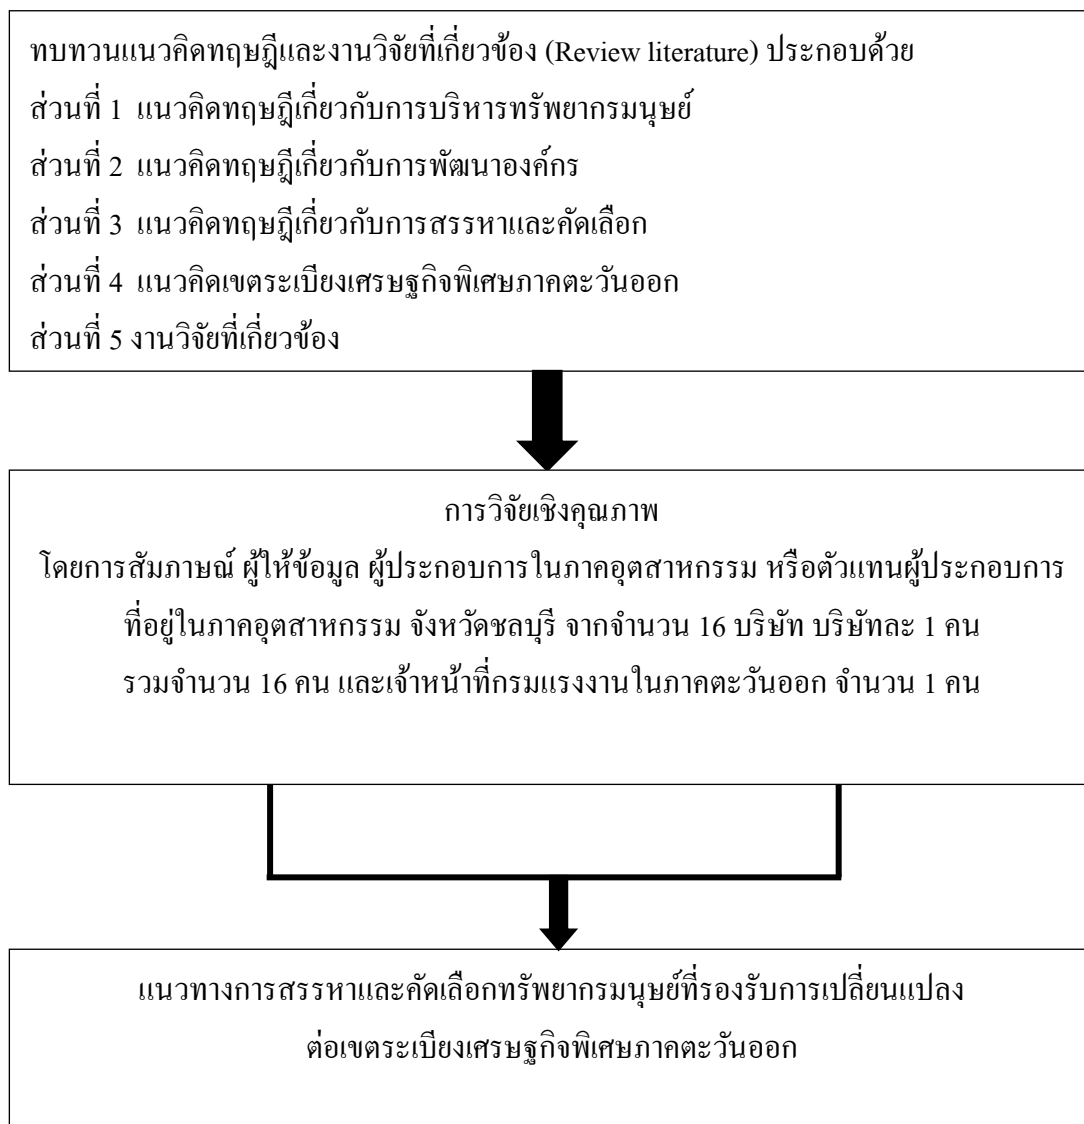 ทบทวนแนวคิดทฤษฎีและงานวิจัยที่เกี่ยวข้อง (Review literature) ประกอบด้วย
ส่วนที่ 1 แนวคิดทฤษฎีเกี่ยวกับการบริหารทรัพยากรมนุษย์
ส่วนที่ 2 แนวคิดทฤษฎีเกี่ยวกับการพัฒนาองค์กร
ส่วนที่ 3 แนวคิดทฤษฎีเกี่ยวกับการสรรหาและคัดเลือก
ส่วนที่ 4 แนวคิดเขตระเบียงเศรษฐกิจพิเศษภาคตะวันออก
ส่วนที่ 5 งานวิจัยที่เกี่ยวข้อง
การวิจัยเชิงคุณภาพ
โดยการสัมภาษณ์ ผู้ให้ข้อมูล ผู้ประกอบการในภาคอุตสาหกรรม หรือตัวแทนผู้ประกอบการ
ที่อยู่ในภาคอุตสาหกรรม จังหวัดชลบุรี จากจำนวน 16 บริษัท บริษัทละ 1 คน
รวมจำนวน 16 คน และเจ้าหน้าที่กรมแรงงานในภาคตะวันออก จำนวน 1 คน
แนวทางการสรรหาและคัดเลือกทรัพยากรมนุษย์ที่รองรับการเปลี่ยนแปลง
ต่อเขตระเบียงเศรษฐกิจพิเศษภาคตะวันออก